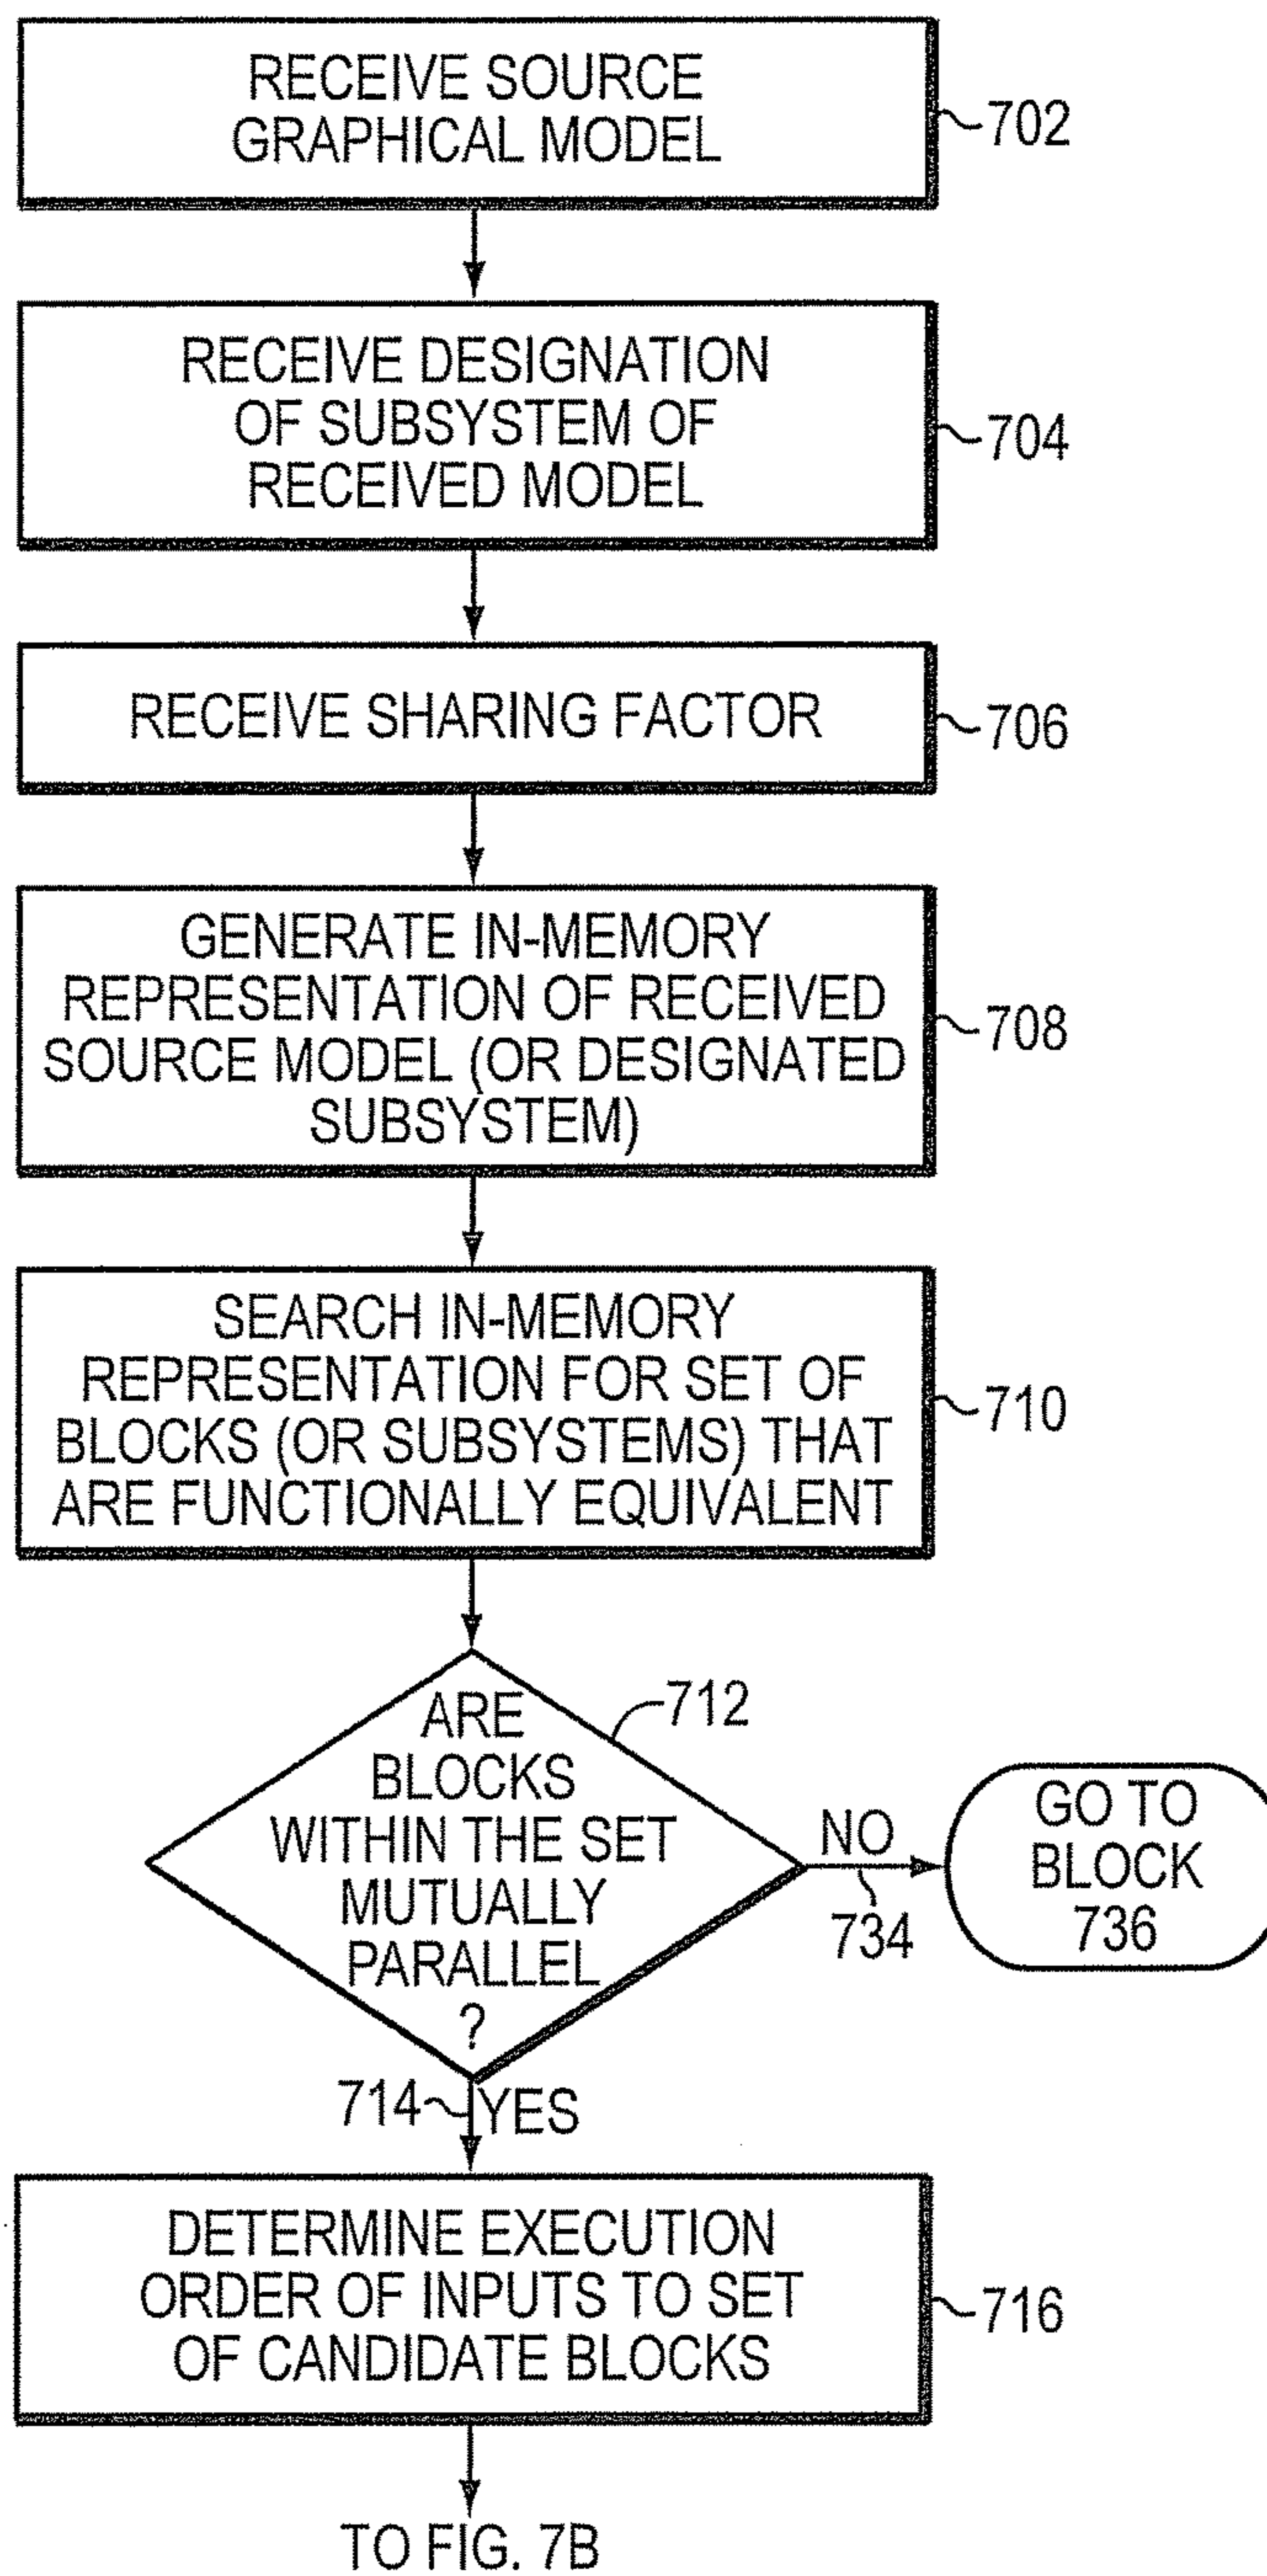 RECEIVE SOURCE
GRAPHICAL MODEL
702
RECEIVE DESIGNATION
OF SUBSYSTEM OF
RECEIVED MODEL
704
RECEIVE SHARING FACTOR
706
GENERATE IN-MEMORY
REPRESENTATION OF RECEIVED
SOURCE MODEL (OR DESIGNATED
SUBSYSTEM)
708
SEARCH IN-MEMORY
REPRESENTATION FOR SET OF
BLOCKS (OR SUBSYSTEMS) THAT
ARE FUNCTIONALLY EQUIVALENT
710
ARE
BLOCKS
WITHIN THE SET
MUTUALLY
PARALLEL
?
712
NO
734
GO TO
BLOCK
736
714
YES
DETERMINE EXECUTION
ORDER OF INPUTS TO SET
OF CANDIDATE BLOCKS
716
TO FIG. 7B